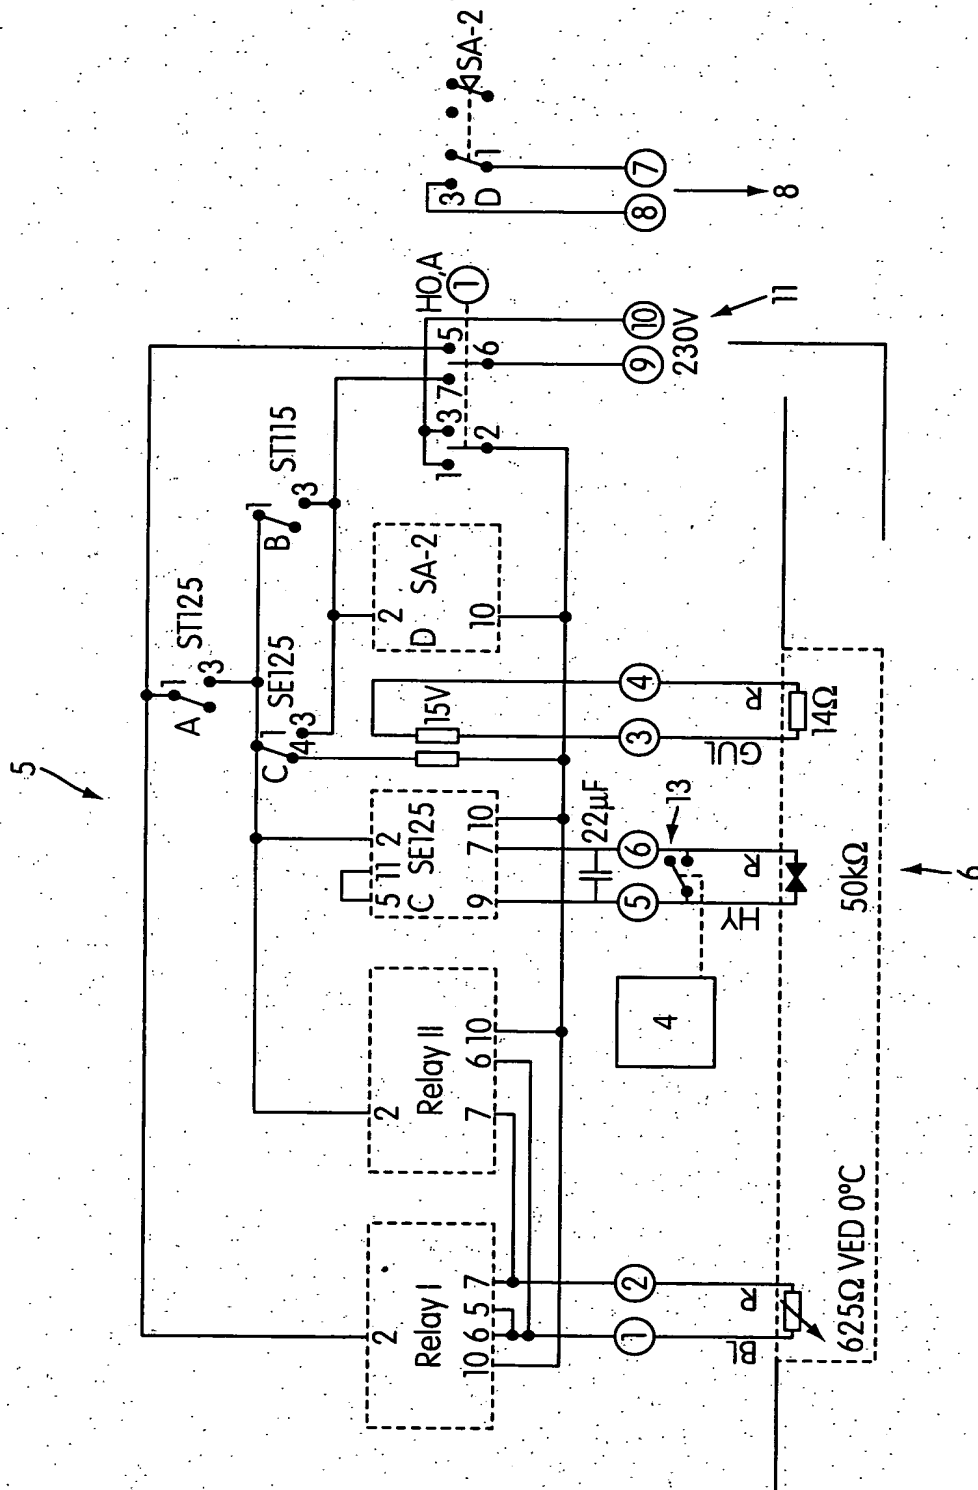 5
ST125
1
A
3
ST115
1
B
3
SE125
1
C
4
3
2
Relay I
10 6 5 7
2
Relay II
7
6 10
5 11 2
C SE125
9
7 10
15V
2
D SA-2
10
HO,A
1
1
3
7
5
2
6
SA-2
3
1
D
22µF
13
4
1
2
5
6
3
4
9
10
230V
11
8
7
8
BL
R
HY
R
GUL
R
625Ω VED 0°C
50kΩ
14Ω
6